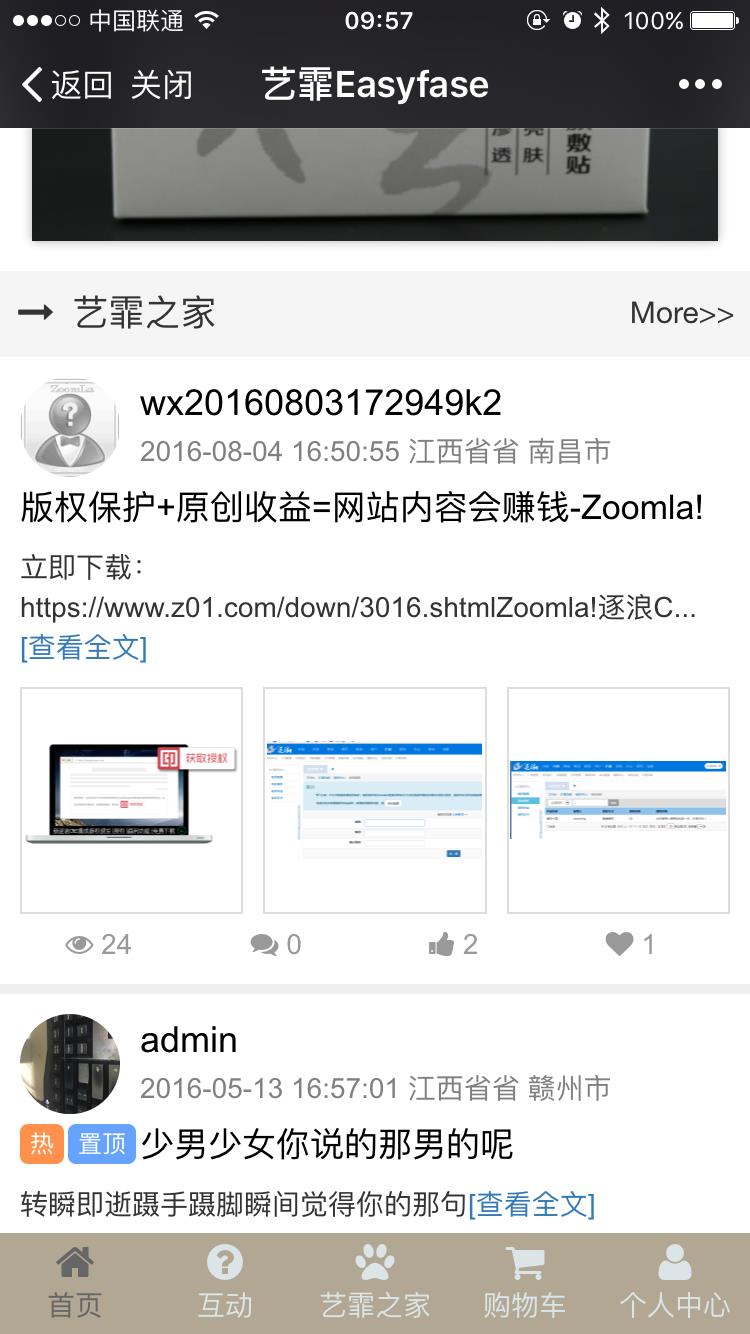 中国联通 09:57 100%
返回 关闭 艺霏Easyfase
渗透
亮肤
敷贴
艺霏之家 More>>
ZoomLa
wx20160803172949k2
2016-08-04 16:50:55 江西省省 南昌市
版权保护+原创收益=网站内容会赚钱-Zoomla!
立即下载：
https://www.z01.com/down/3016.shtmlZoomla!逐浪C...
[查看全文]
获取授权
24 0 2 1
admin
2016-05-13 16:57:01 江西省省 赣州市
热 置顶 少男少女你说的那男的呢
转瞬即逝蹑手蹑脚瞬间觉得你的那句[查看全文]
首页 互动 艺霏之家 购物车 个人中心